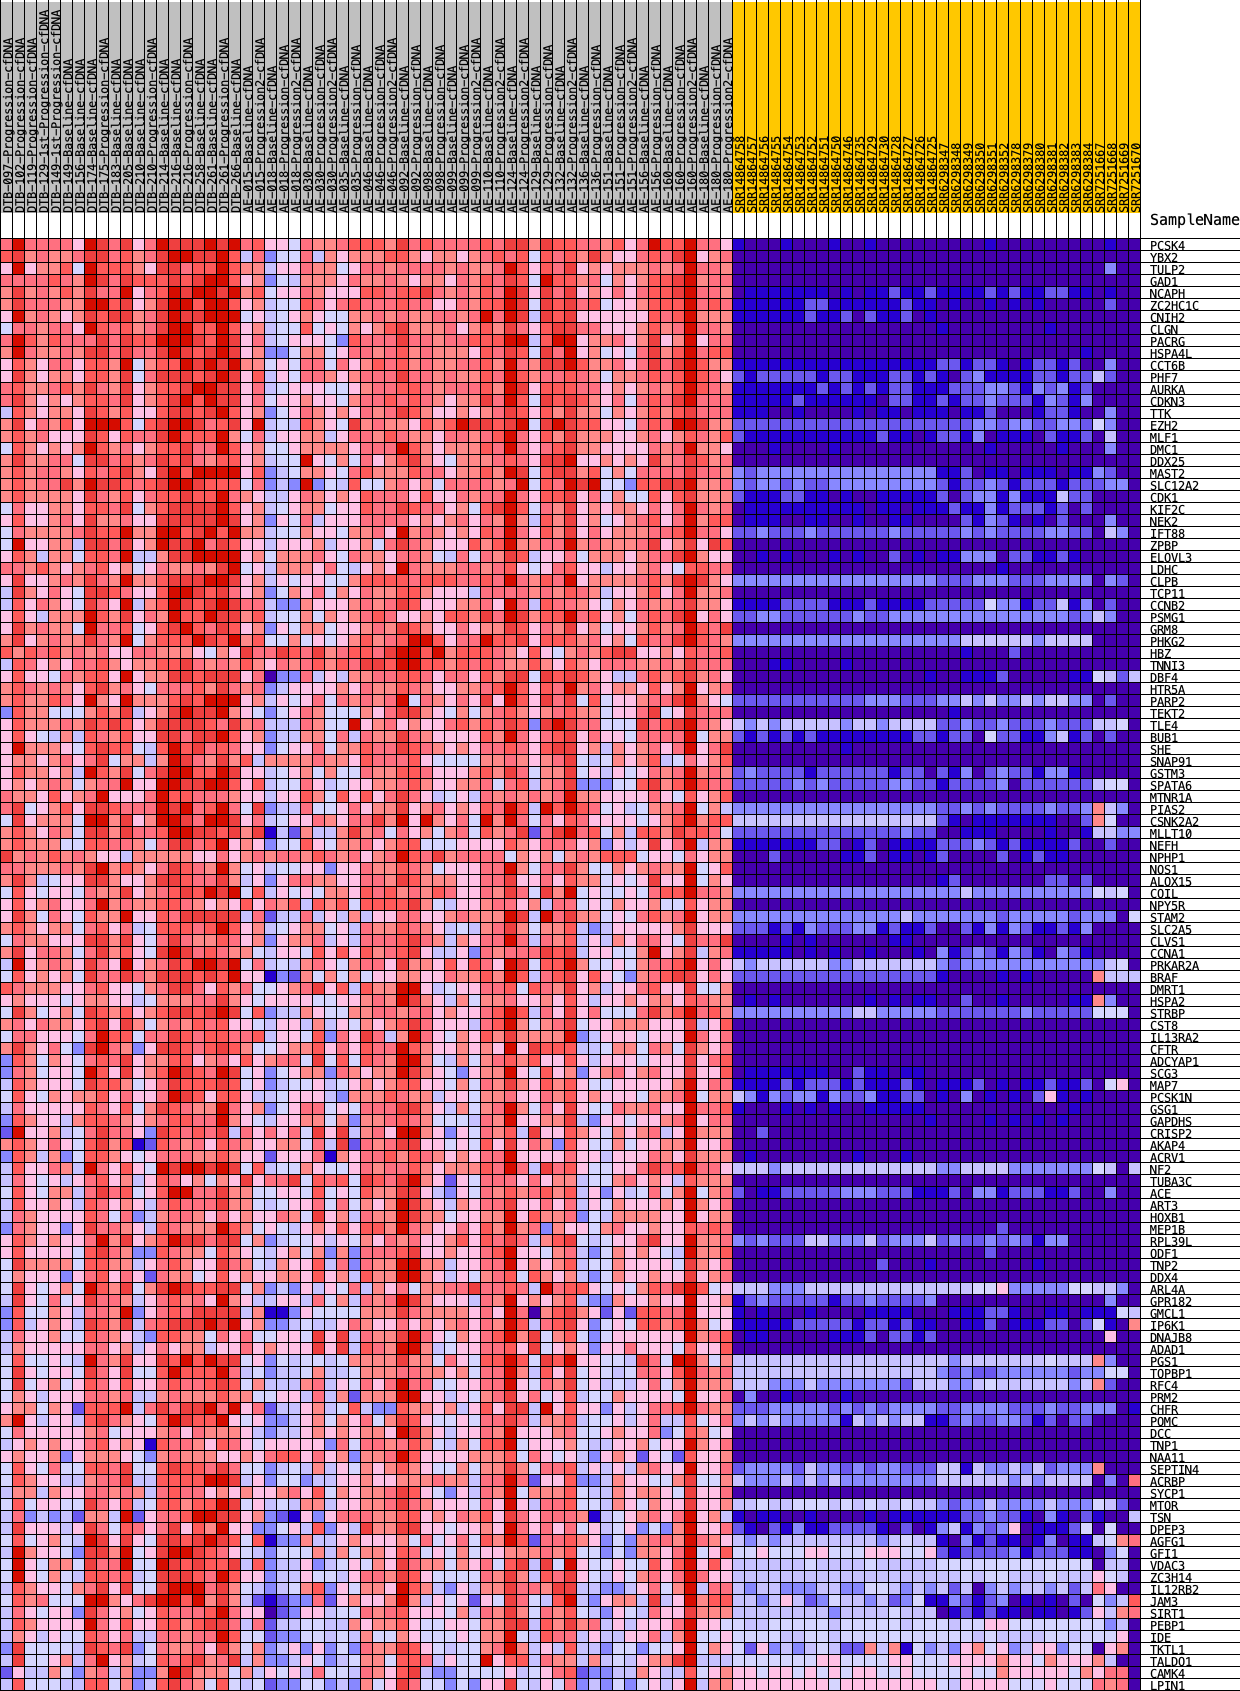 DTB-097-Progression-cfDNA
DTB-102-Progression-cfDNA
DTB-119-Progression-cfDNA
DTB-129-1st-Progression-cfDNA
DTB-149-1st-Progression-cfDNA
DTB-149-Baseline-cfDNA
DTB-156-Baseline-cfDNA
DTB-174-Baseline-cfDNA
DTB-175-Progression-cfDNA
DTB-183-Baseline-cfDNA
DTB-205-Baseline-cfDNA
DTB-210-Baseline-cfDNA
DTB-210-Progression-cfDNA
DTB-214-Baseline-cfDNA
DTB-216-Baseline-cfDNA
DTB-216-Progression-cfDNA
DTB-258-Baseline-cfDNA
DTB-261-Baseline-cfDNA
DTB-261-Progression-cfDNA
DTB-266-Baseline-cfDNA
AE-015-Baseline-cfDNA
AE-015-Progression2-cfDNA
AE-018-Baseline-cfDNA
AE-018-Progression-cfDNA
AE-030-Baseline-cfDNA
AE-030-Progression-cfDNA
AE-030-Progression2-cfDNA
AE-035-Baseline-cfDNA
AE-035-Progression2-cfDNA
AE-046-Baseline-cfDNA
AE-046-Progression-cfDNA
AE-046-Progression2-cfDNA
AE-092-Baseline-cfDNA
AE-092-Progression2-cfDNA
AE-098-Progression2-cfDNA
AE-099-Baseline-cfDNA
AE-099-Progression-cfDNA
AE-099-Progression2-cfDNA
AE-110-Baseline-cfDNA
AE-110-Progression2-cfDNA
AE-124-Baseline-cfDNA
AE-124-Progression2-cfDNA
AE-129-Baseline-cfDNA
AE-132-Baseline-cfDNA
AE-132-Progression2-cfDNA
AE-136-Baseline-cfDNA
AE-136-Progression2-cfDNA
AE-151-Baseline-cfDNA
AE-151-Progression-cfDNA
AE-151-Progression2-cfDNA
AE-156-Baseline-cfDNA
AE-156-Progression2-cfDNA
AE-160-Baseline-cfDNA
AE-160-Progression-cfDNA
AE-160-Progression2-cfDNA
AE-180-Baseline-cfDNA
AE-180-Progression-cfDNA
AE-180-Progression2-cfDNA
SRR14864758
SRR14864757
SRR14864756
SRR14864755
SRR14864754
SRR14864753
SRR14864752
SRR14864751
SRR14864750
SRR14864746
SRR14864735
SRR14864729
SRR14864730
SRR14864728
SRR14864727
SRR14864726
SRR14864725
SRR6298347
SRR6298348
SRR6298349
SRR6298350
SRR6298351
SRR6298352
SRR6298378
SRR6298379
SRR6298380
SRR6298381
SRR6298382
SRR6298383
SRR6298384
SRR7251667
SRR7251668
SRR7251669
SRR7251670
SampleName
PCSK4
YBX2
TULP2
GAD1
NCAPH
ZC2HC1C
CNIH2
CLGN
PACRG
HSPA4L
CCT6B
PHF7
AURKA
CDKN3
TTK
EZH2
MLF1
DMC1
DDX25
MAST2
SLC12A2
CDK1
KIF2C
NEK2
IFT88
ZPBP
ELOVL3
LDHC
CLPB
TCP11
CCNB2
PSMG1
GRM8
PHKG2
HBZ
TNNI3
DBF4
HTR5A
PARP2
TEKT2
TLE4
BUB1
SHE
SNAP91
GSTM3
SPATA6
MTNR1A
PIAS2
CSNK2A2
MLLT10
NEFH
NPHP1
NOS1
ALOX15
COIL
NPY5R
STAM2
SLC2A5
CLVS1
CCNA1
PRKAR2A
BRAF
DMRT1
HSPA2
STRBP
CST8
IL13RA2
CFTR
ADCYAP1
SCG3
MAP7
PCSK1N
GSG1
GAPDHS
CRISP2
AKAP4
ACRV1
NF2
TUBA3C
ACE
ART3
HOXB1
MEP1B
RPL39L
ODF1
TNP2
DDX4
ARL4A
GPR182
GMCL1
IP6K1
DNAJB8
ADAD1
PGS1
TOPBP1
RFC4
PRM2
CHFR
POMC
DCC
TNP1
NAA11
SEPTIN4
ACRBP
SYCP1
MTOR
TSN
DPEP3
AGFG1
GFI1
VDAC3
ZC3H14
IL12RB2
JAM3
SIRT1
PEBP1
IDE
TKTL1
TALDO1
CAMK4
LPIN1